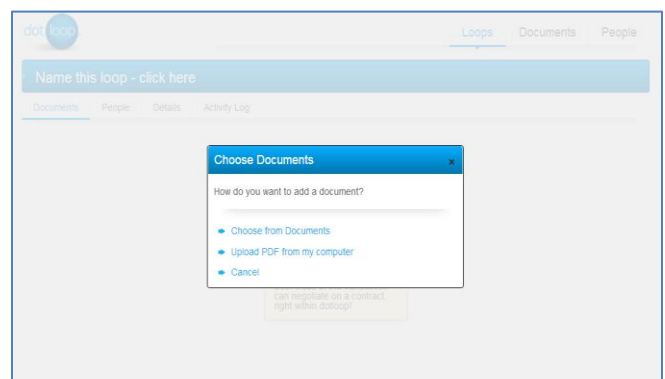 dotloop
Loops Documents People
Name this loop - click here
Documents People Details Activity Log
Choose Documents x
How do you want to add a document?
Choose from Documents
Upload PDF from my computer
Cancel
can negotiate on a contract,
right within dotloop!